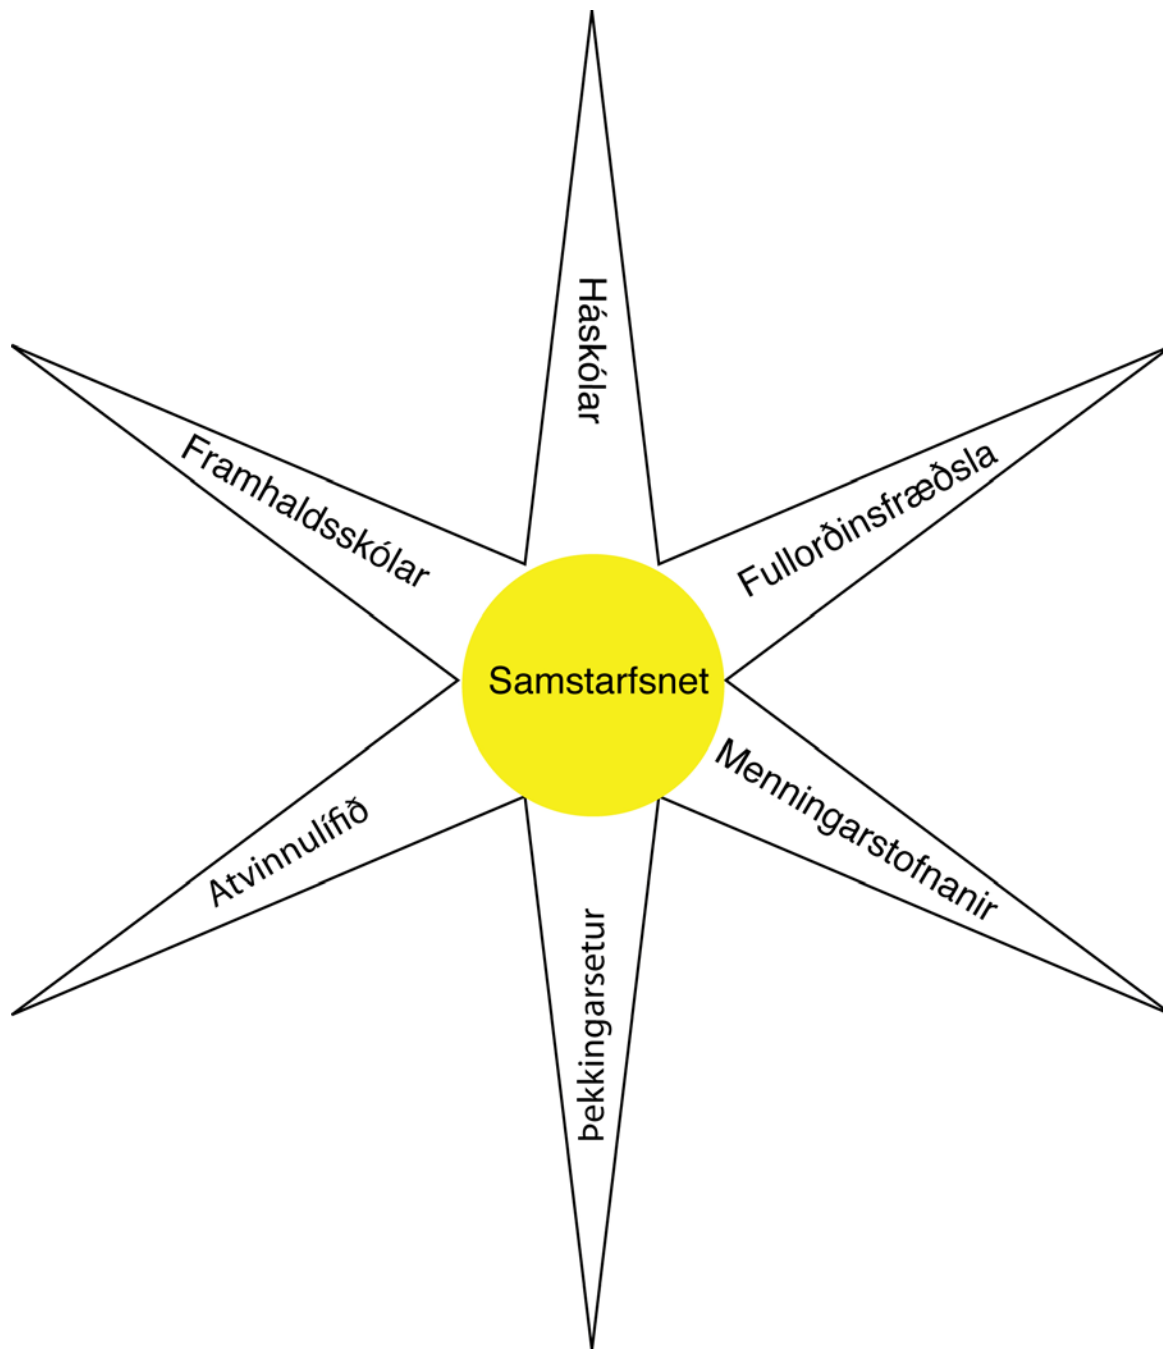 Háskólar
Framhaldsskólar
Fullorðinsfræðsla
Samstarfsnet
Atvinnulífið
Menningarstofnanir
Þekkingarsetur